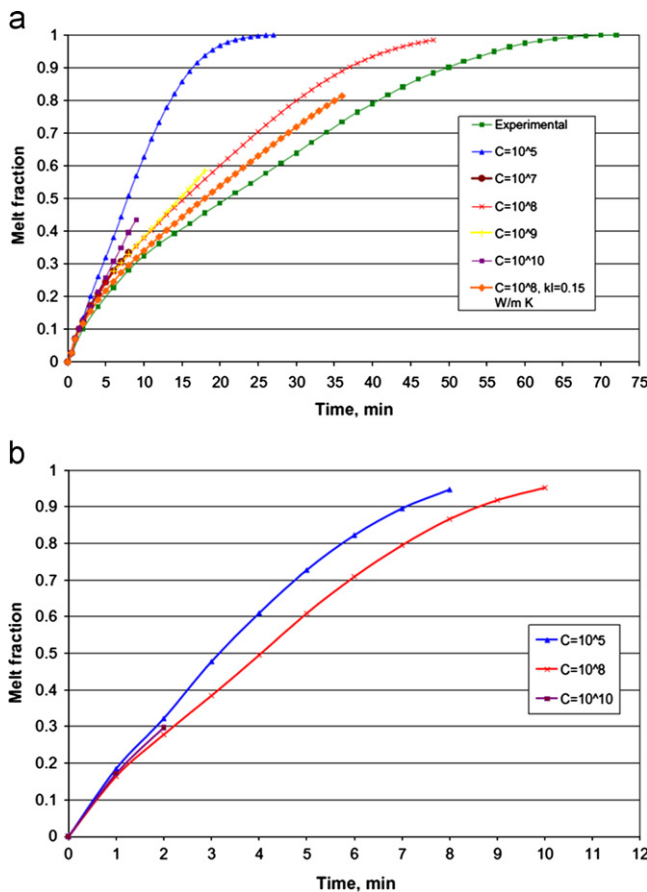 a
1
0.9
0.8
0.7
0.6
0.5
0.4
0.3
0.2
0.1
0
Melt fraction
0 5 10 15 20 25 30 35 40 45 50 55 60 65 70 75
Time, min
Experimental
C=10^5
C=10^7
C=10^8
C=10^9
C=10^10
C=10^8, kl=0.15
W/m K
b
1
0.9
0.8
0.7
0.6
0.5
0.4
0.3
0.2
0.1
0
Melt fraction
0 1 2 3 4 5 6 7 8 9 10 11 12
Time, min
C=10^5
C=10^8
C=10^10